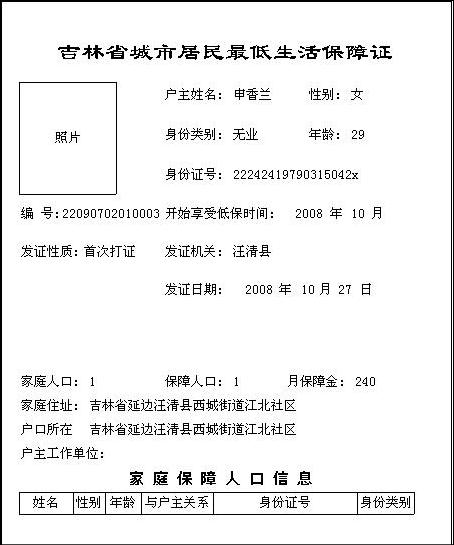 吉林省城市居民最低生活保障证
照片
户主姓名： 申香兰 性别： 女
身份类别： 无业 年龄： 29
身份证号： 22242419790315042x
编 号:22090702010003 开始享受低保时间： 2008 年 10 月
发证性质：首次打证 发证机关：汪清县
发证日期： 2008 年 10月 27 日
家庭人口： 1 保障人口： 1 月保障金： 240
家庭住址： 吉林省延边汪清县西城街道江北社区
户口所在 吉林省延边汪清县西城街道江北社区
户主工作单位：
家庭保障人口信息
姓名 性别 年龄 与户主关系 身份证号 身份类别